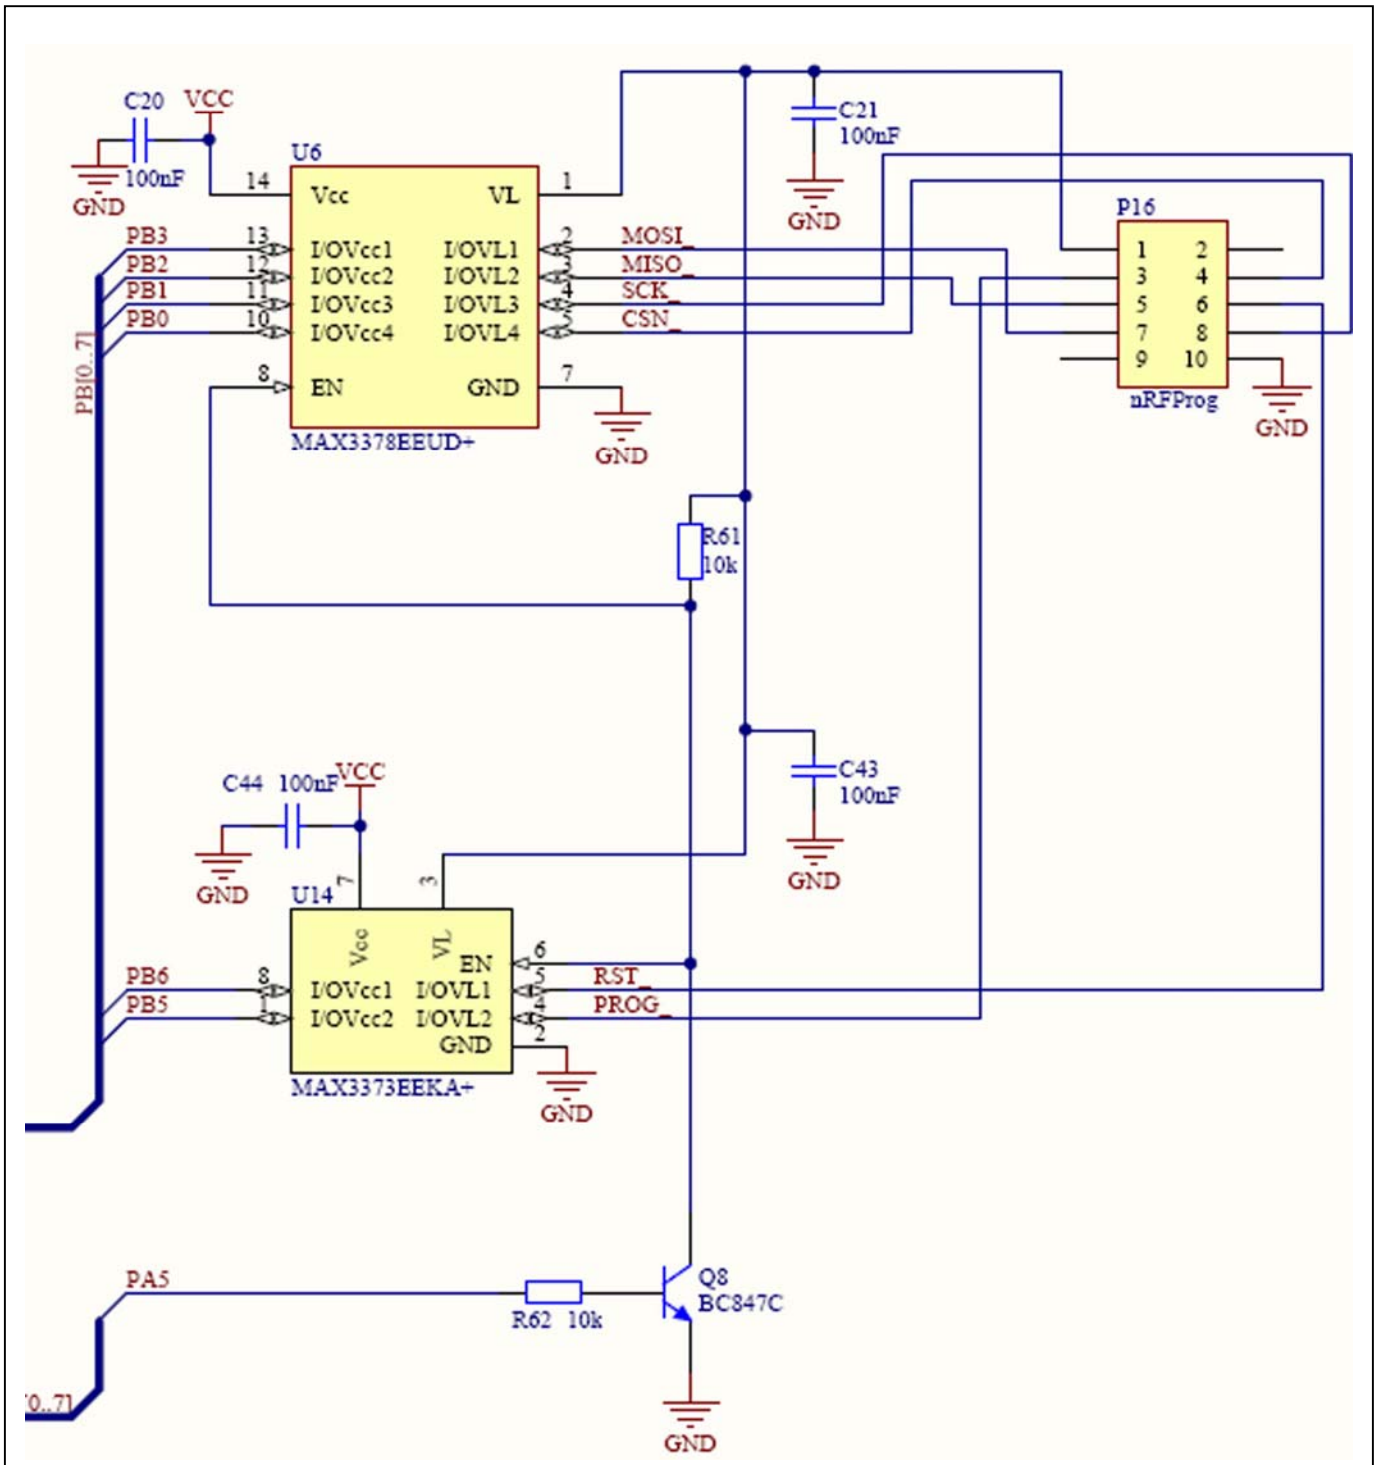 C20 VCC
100nF
GND
U6
14 Vcc VL 1
PB3 13 I/OVcc1 I/OVL1 2 MOSI_
PB2 12 I/OVcc2 I/OVL2 3 MISO_
PB1 11 I/OVcc3 I/OVL3 4 SCK_
PB0 10 I/OVcc4 I/OVL4 5 CSN_
8 EN GND 7
MAX3378EEUD+
GND
PB[0..7]
C21
100nF
GND
P16
1 2
3 4
5 6
7 8
9 10
nRFProg
GND
R61
10k
C44 100nF VCC
GND
C43
100nF
GND
U14
7 3
Vcc VL
EN 6
PB6 8 I/OVcc1 I/OVL1 5 RST_
PB5 1 I/OVcc2 I/OVL2 4 PROG_
GND 2
MAX3373EEKA+
GND
PA5
R62 10k
Q8
BC847C
[0..7]
GND